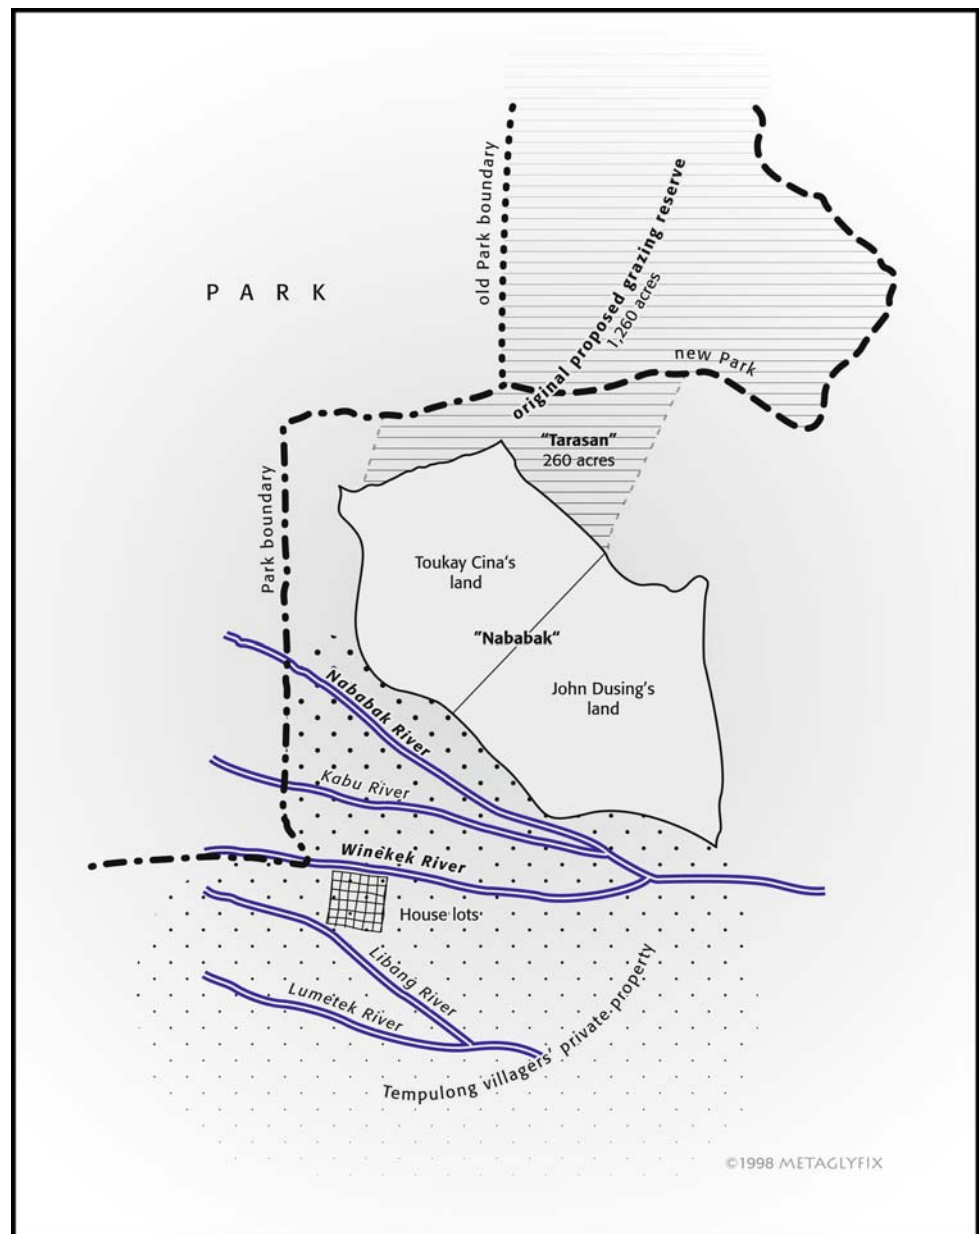 old Park boundary
original proposed grazing reserve
1,260 acres
PARK
new Park
"Tarasan"
260 acres
Park boundary
Toukay Cina's
land
"Nababak"
John Dusing's
land
Nababak River
Kabu River
Winekek River
House lots
Libang River
Lumetek River
Tempulong villagers' private property
©1998 METAGLYFIX